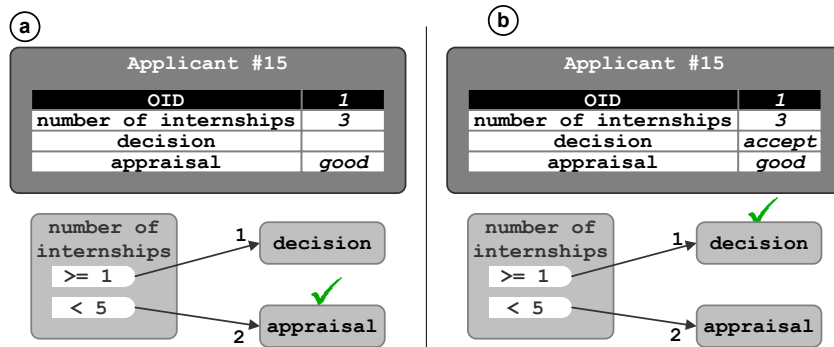 a
Applicant #15
OID 1
number of internships 3
decision
appraisal good
number of
internships
>= 1
< 5
1
decision
2
appraisal
b
Applicant #15
OID 1
number of internships 3
decision accept
appraisal good
number of
internships
>= 1
< 5
1
decision
2
appraisal